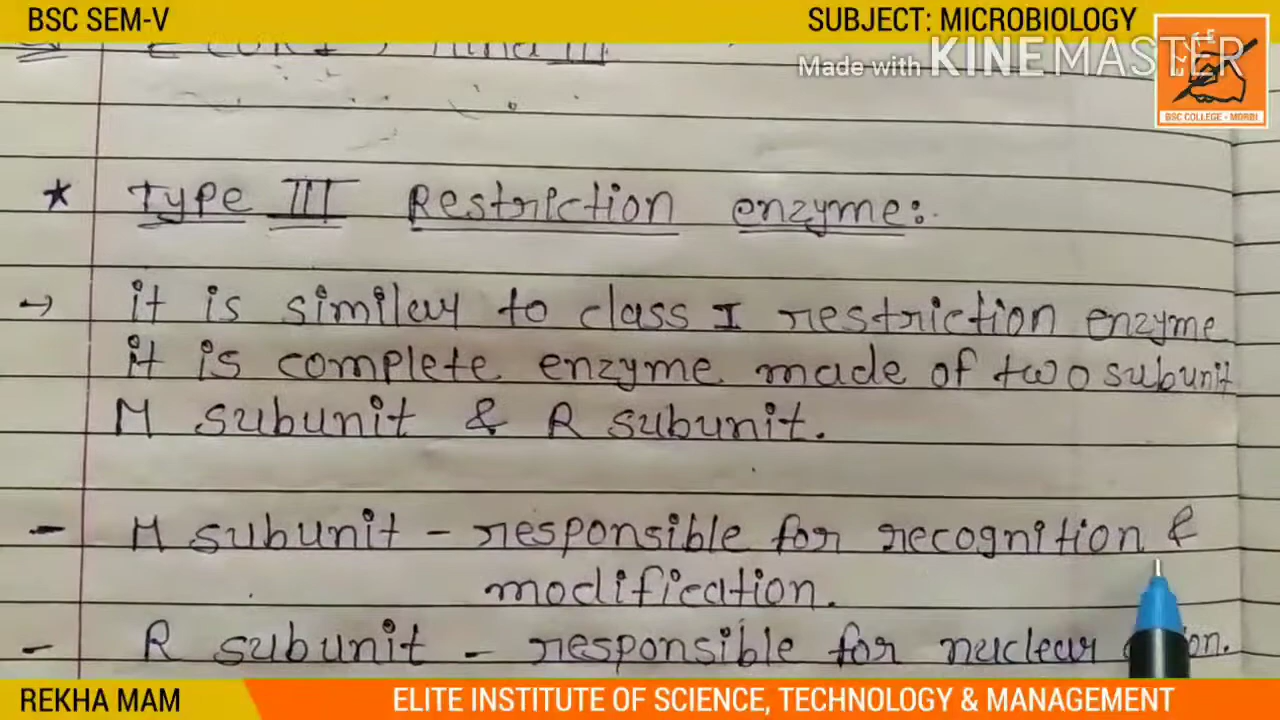 BSC SEM-V
SUBJECT: MICROBIOLOGY
Made with KINEMASTER
BSC COLLEGE - MORBI
★ Type III Restriction enzyme:
→ it is similar to class I restriction enzyme
it is complete enzyme made of two subunit
M subunit & R subunit.
- M subunit - responsible for recognition &
modification.
- R subunit - responsible for nuclear
REKHA MAM
ELITE INSTITUTE OF SCIENCE, TECHNOLOGY & MANAGEMENT